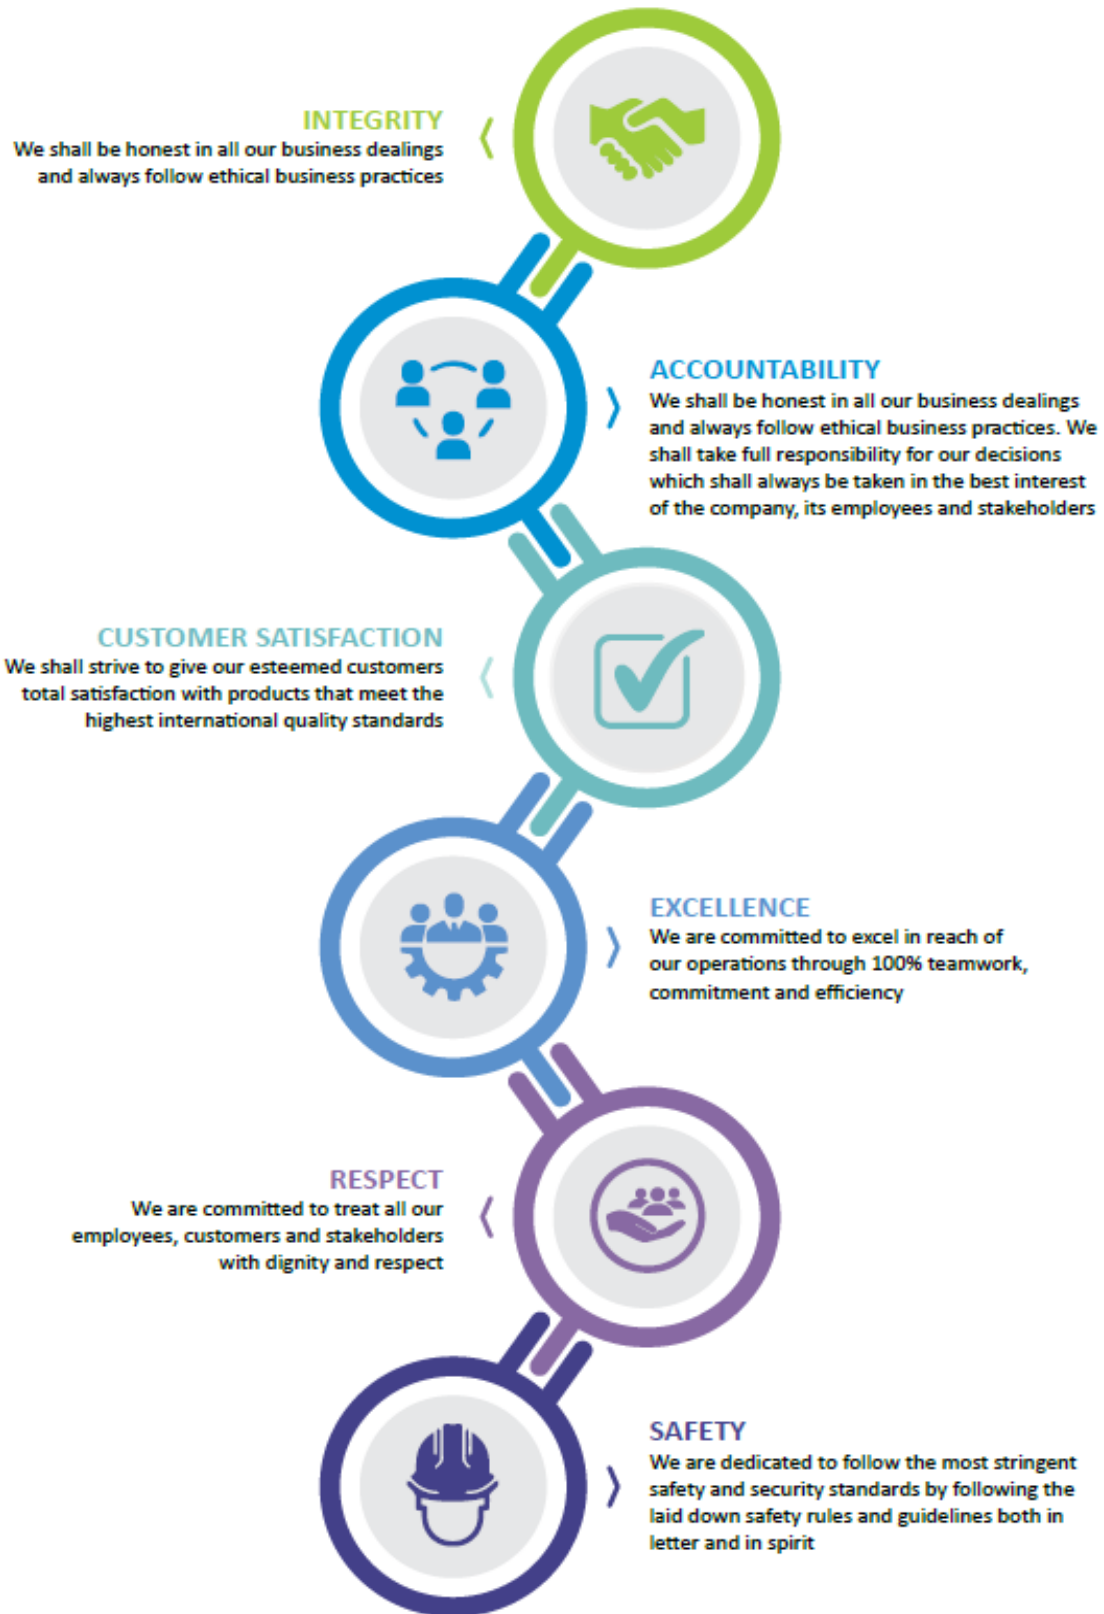 INTEGRITY
We shall be honest in all our business dealings
and always follow ethical business practices
ACCOUNTABILITY
We shall be honest in all our business dealings
and always follow ethical business practices. We
shall take full responsibility for our decisions
which shall always be taken in the best interest
of the company, its employees and stakeholders
CUSTOMER SATISFACTION
We shall strive to give our esteemed customers
total satisfaction with products that meet the
highest international quality standards
EXCELLENCE
We are committed to excel in reach of
our operations through 100% teamwork,
commitment and efficiency
RESPECT
We are committed to treat all our
employees, customers and stakeholders
with dignity and respect
SAFETY
We are dedicated to follow the most stringent
safety and security standards by following the
laid down safety rules and guidelines both in
letter and in spirit